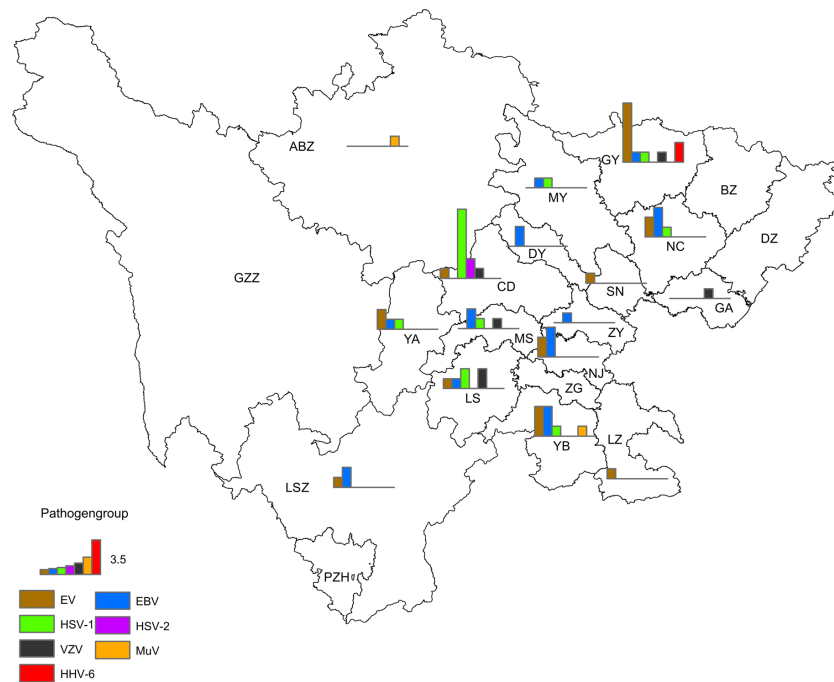 ABZ
GY
BZ
MY
DZ
NC
DY
GZZ
CD
SN
GA
YA
MS
ZY
NJ
LS
ZG
LZ
YB
LSZ
PZH
Pathogengroup
3.5
EV
EBV
HSV-1
HSV-2
VZV
MuV
HHV-6